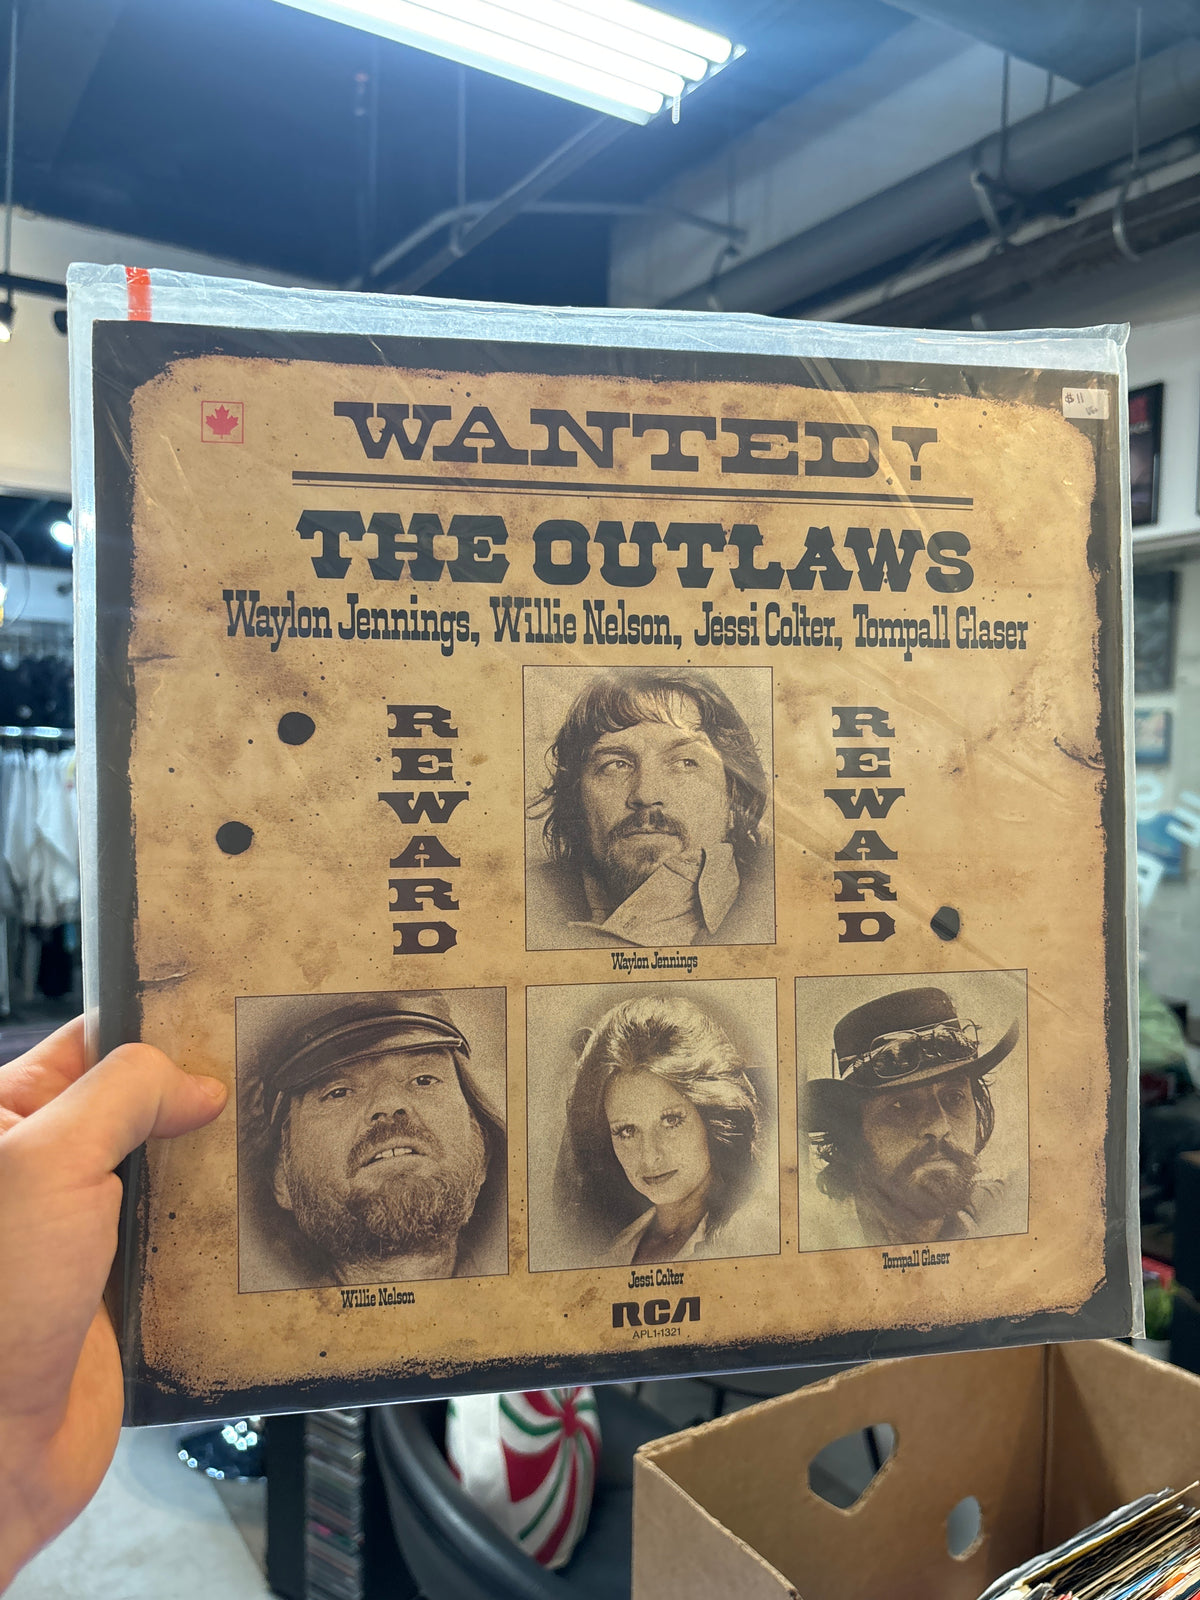 $11
WANTED!
THE OUTLAWS
Waylon Jennings, Willie Nelson, Jessi Colter, Tompall Glaser
REWARD
REWARD
Waylon Jennings
Willie Nelson
Jessi Colter
Tompall Glaser
RCA
APL1-1321